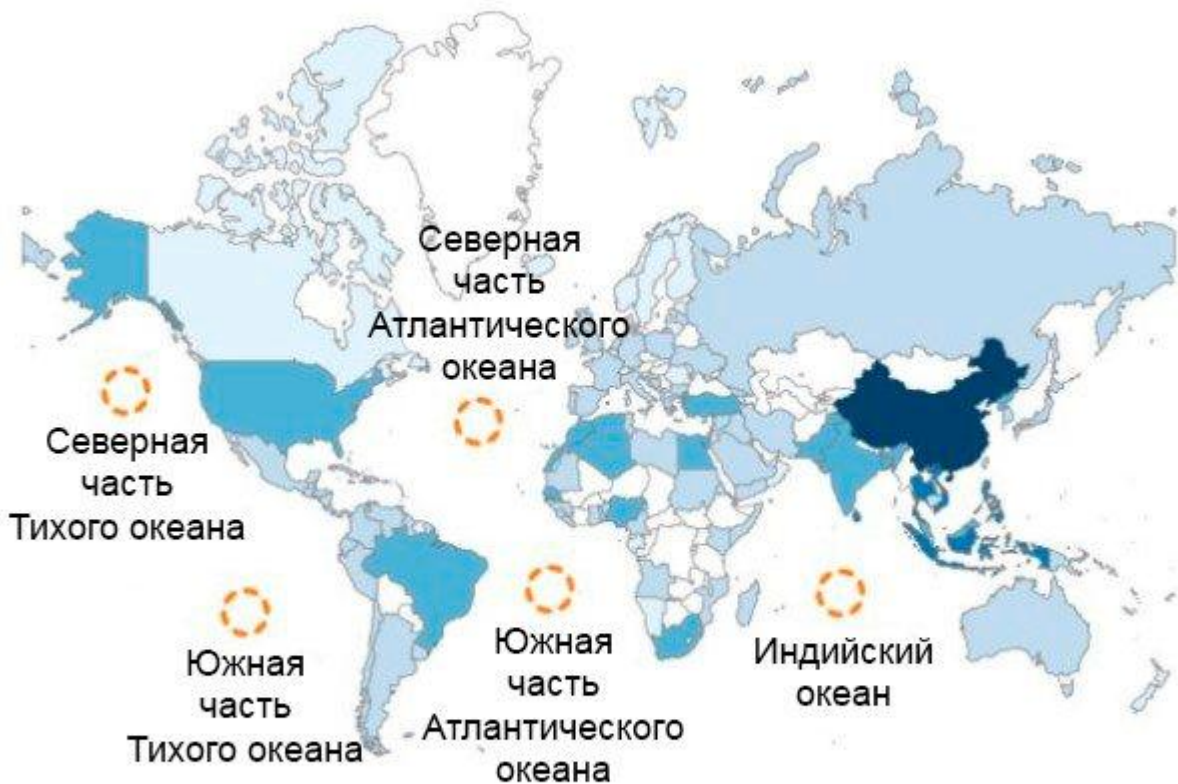 Северная
часть
Атлантического
океана
Северная
часть
Тихого океана
Южная
часть
Тихого океана
Южная
часть
Атлантического
океана
Индийский
океан